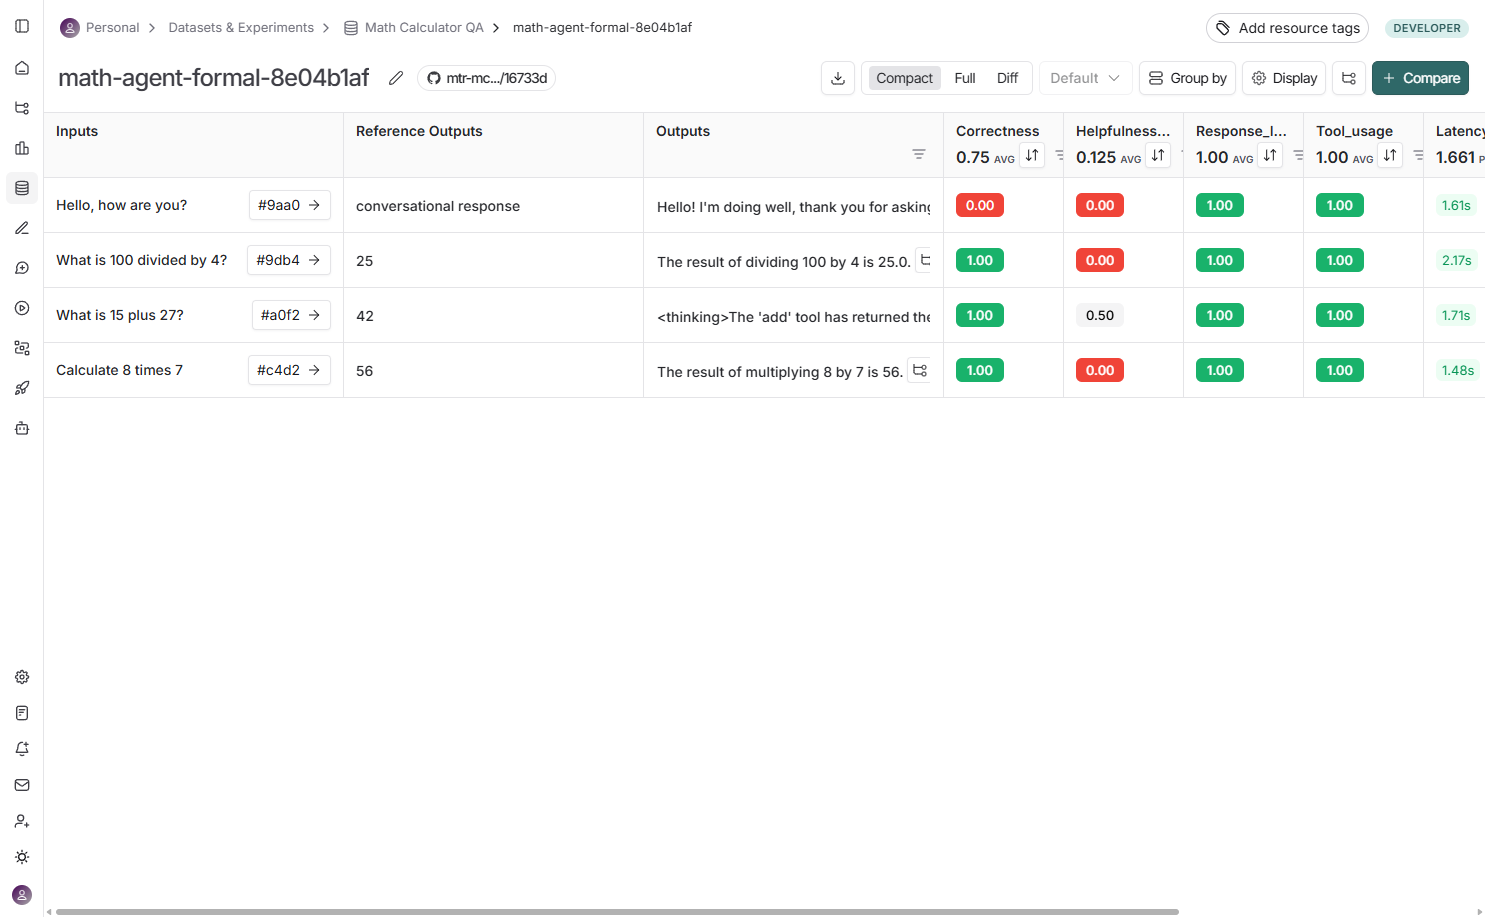 Personal > Datasets & Experiments > Math Calculator QA > math-agent-formal-8e04b1af
Add resource tags
DEVELOPER
math-agent-formal-8e04b1af
mtr-mc.../16733d
Compact Full Diff
Default
Group by
Display
+ Compare
Inputs Reference Outputs Outputs Correctness Helpfulness... Response_l... Tool_usage Latency
0.75 AVG 0.125 AVG 1.00 AVG 1.00 AVG 1.661 P
Hello, how are you? #9aa0 → conversational response Hello! I'm doing well, thank you for asking 0.00 0.00 1.00 1.00 1.61s
What is 100 divided by 4? #9db4 → 25 The result of dividing 100 by 4 is 25.0. 1.00 0.00 1.00 1.00 2.17s
What is 15 plus 27? #a0f2 → 42 <thinking>The 'add' tool has returned the 1.00 0.50 1.00 1.00 1.71s
Calculate 8 times 7 #c4d2 → 56 The result of multiplying 8 by 7 is 56. 1.00 0.00 1.00 1.00 1.48s